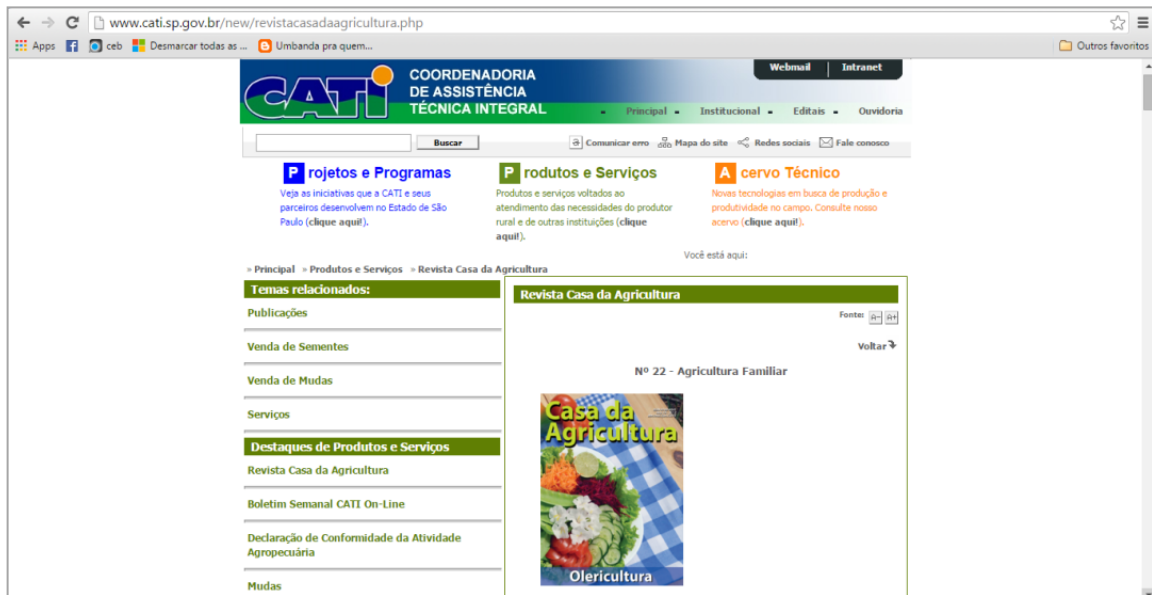 www.cati.sp.gov.br/new/revistacasadaagricultura.php
Apps ceb Desmarcar todas as ... Umbanda pra quem... Outros favoritos
Webmail Intranet
CATI
COORDENADORIA
DE ASSISTÊNCIA
TÉCNICA INTEGRAL
Principal Institucional Editais Ouvidoria
Buscar Comunicar erro Mapa do site Redes sociais Fale conosco
Projetos e Programas
Veja as iniciativas que a CATI e seus
parceiros desenvolvem no Estado de São
Paulo (clique aqui!).
Produtos e Serviços
Produtos e serviços voltados ao
atendimento das necessidades do produtor
rural e de outras instituições (clique
aqui!).
Acervo Técnico
Novas tecnologias em busca de produção e
produtividade no campo. Consulte nosso
acervo (clique aqui!).
Você está aqui:
» Principal » Produtos e Serviços » Revista Casa da Agricultura
Temas relacionados:
Publicações
Venda de Sementes
Venda de Mudas
Serviços
Destaques de Produtos e Serviços
Revista Casa da Agricultura
Boletim Semanal CATI On-Line
Declaração de Conformidade da Atividade
Agropecuária
Mudas
Revista Casa da Agricultura
Fonte: A- A+
Voltar
Nº 22 - Agricultura Familiar
Casa da
Agricultura
Olericultura